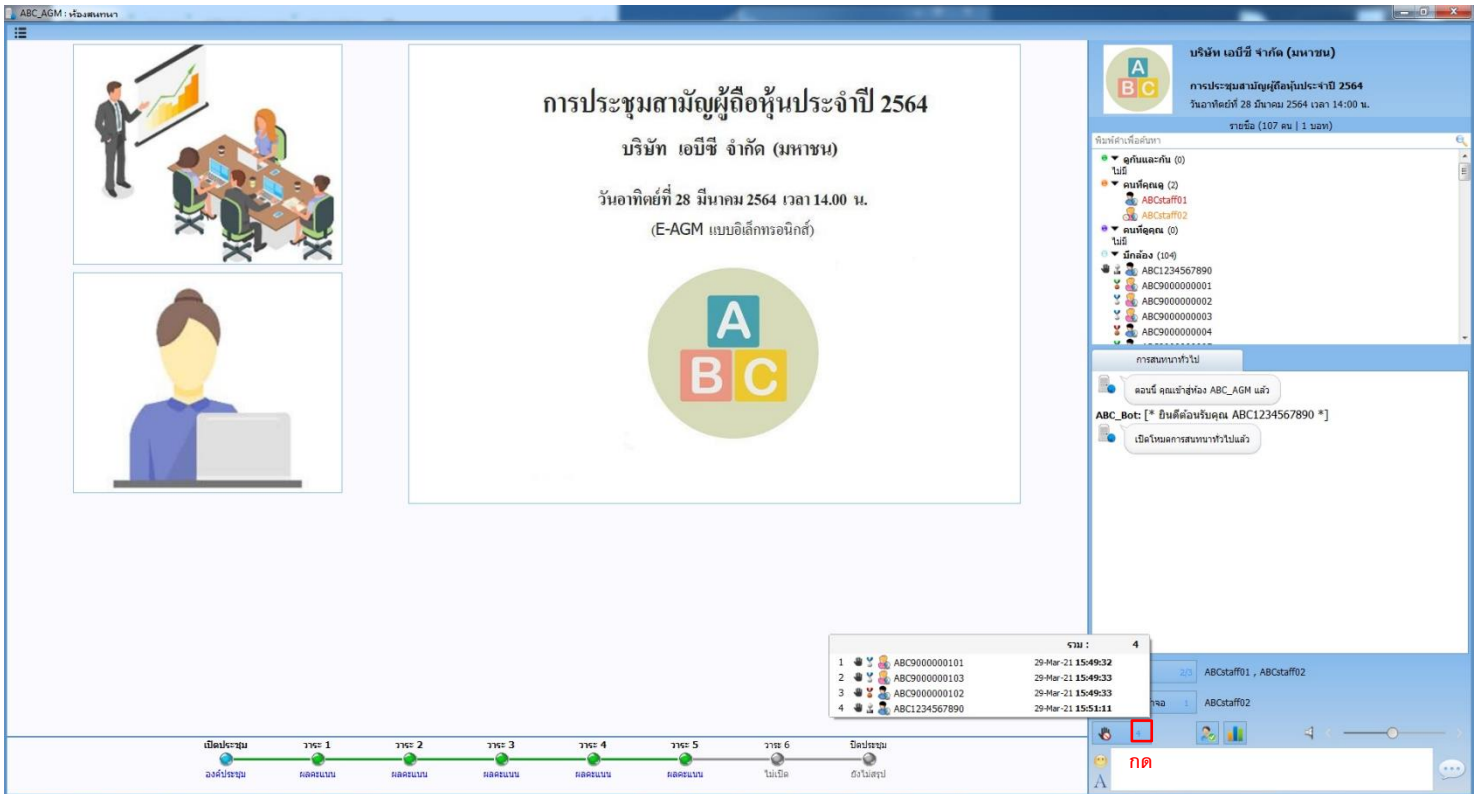 ABC_AGM : ห้องสนทนา
การประชุมสามัญผู้ถือหุ้นประจำปี 2564
บริษัท เอบีซี จำกัด (มหาชน)
วันอาทิตย์ที่ 28 มีนาคม 2564 เวลา 14.00 น.
(E-AGM แบบอิเล็กทรอนิกส์)
A
B C
A
B C
บริษัท เอบีซี จำกัด (มหาชน)
การประชุมสามัญผู้ถือหุ้นประจำปี 2564
วันอาทิตย์ที่ 28 มีนาคม 2564 เวลา 14:00 น.
รายชื่อ (107 คน | 1 บอท)
พิมพ์คำเพื่อค้นหา
ดูกันและกัน (0)
ไม่มี
คนที่คุณดู (2)
ABCstaff01
ABCstaff02
คนที่ดูคุณ (0)
ไม่มี
มีกล้อง (104)
ABC1234567890
ABC9000000001
ABC9000000002
ABC9000000003
ABC9000000004
การสนทนาทั่วไป
ตอนนี้ คุณเข้าสู่ห้อง ABC_AGM แล้ว
ABC_Bot: [* ยินดีต้อนรับคุณ ABC1234567890 *]
เปิดโหมดการสนทนาทั่วไปแล้ว
รวม : 4
1 ABC9000000101 29-Mar-21 15:49:32
2 ABC9000000103 29-Mar-21 15:49:33
3 ABC9000000102 29-Mar-21 15:49:33
4 ABC1234567890 29-Mar-21 15:51:11
2/3 ABCstaff01 , ABCstaff02
1 ABCstaff02
กด
A
เปิดประชุม วาระ 1 วาระ 2 วาระ 3 วาระ 4 วาระ 5 วาระ 6 ปิดประชุม
องค์ประชุม ผลคะแนน ผลคะแนน ผลคะแนน ผลคะแนน ผลคะแนน ไม่เปิด ยังไม่สรุป